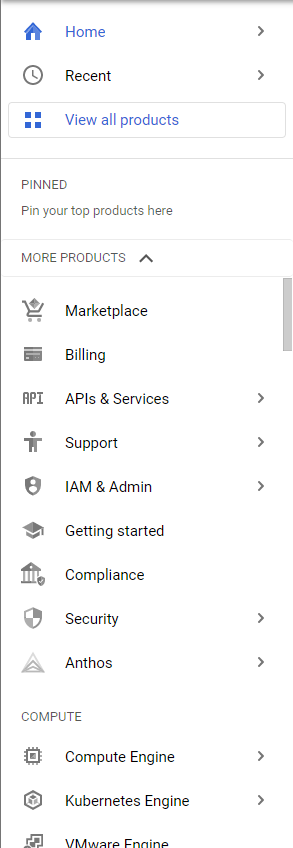 Home
Recent
View all products
PINNED
Pin your top products here
MORE PRODUCTS
Marketplace
Billing
API APIs & Services
Support
IAM & Admin
Getting started
Compliance
Security
Anthos
COMPUTE
Compute Engine
Kubernetes Engine
VMware Engine